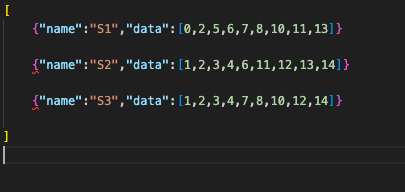 [
{"name":"S1","data":[0,2,5,6,7,8,10,11,13]}
{"name":"S2","data":[1,2,3,4,6,11,12,13,14]}
{"name":"S3","data":[1,2,3,4,7,8,10,12,14]}
]